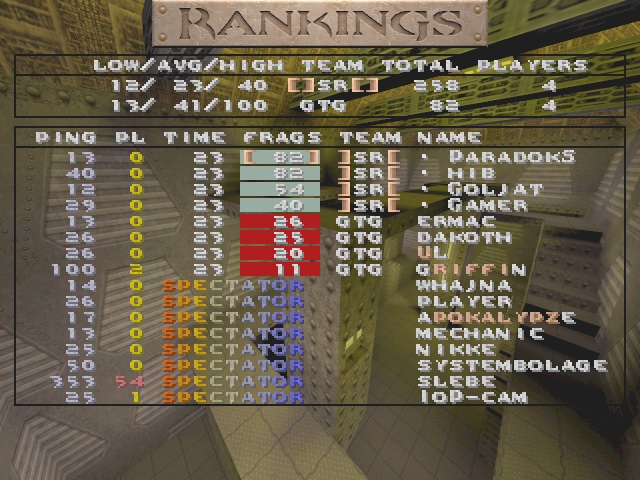 RANKINGS
LOW/AVG/HIGH TEAM TOTAL PLAYERS
12/ 23/ 40 []SR[] 258 4
13/ 41/100 GTG 82 4
PING PL TIME FRAGS TEAM NAME
13 0 23 [ 82] ]SR[ · PARADOKS
40 0 23 82 ]SR[ · HIB
12 0 23 54 ]SR[ · GOLJAT
29 0 23 40 ]SR[ · GAMER
13 0 23 26 GTG ERMAC
26 0 23 25 GTG DAKOTH
26 0 23 20 GTG UL
100 2 23 11 GTG GRIFFIN
14 0 SPECTATOR WHAJNA
26 0 SPECTATOR PLAYER
17 0 SPECTATOR APOKALYPZE
13 0 SPECTATOR MECHANIC
25 0 SPECTATOR NIKKE
50 0 SPECTATOR SYSTEMBOLAGE
353 54 SPECTATOR SLEBE
25 1 SPECTATOR IOP-CAM